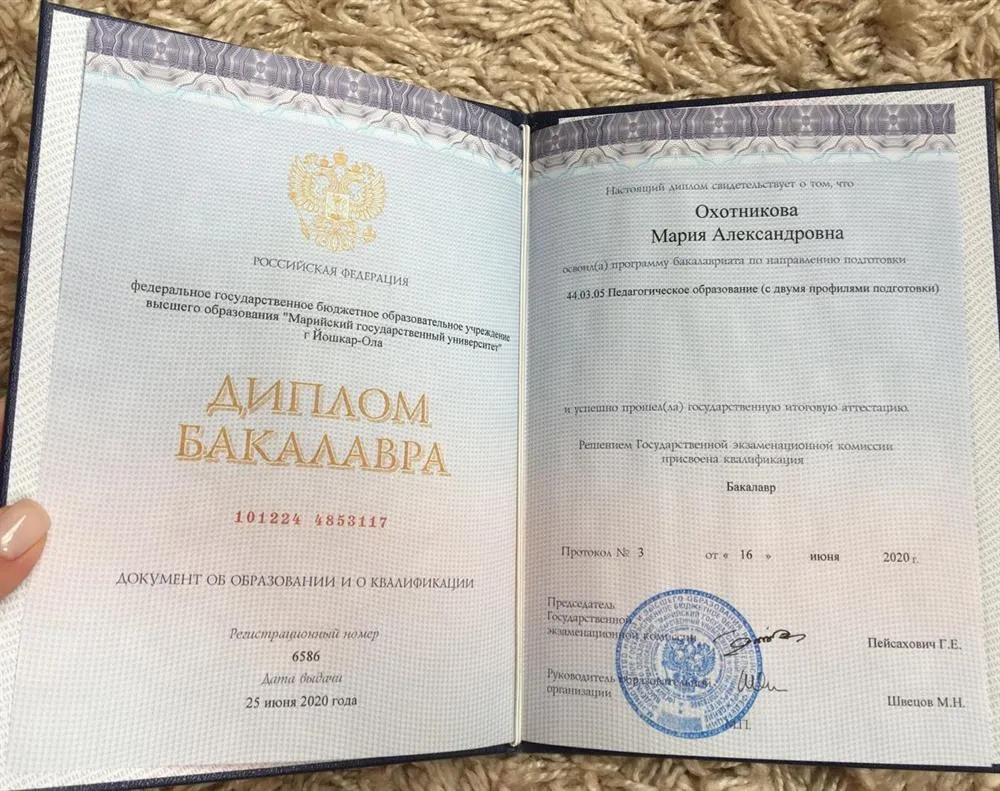 РОССИЙСКАЯ ФЕДЕРАЦИЯ
федеральное государственное бюджетное образовательное учреждение
высшего образования "Марийский государственный университет"
г Йошкар-Ола
ДИПЛОМ
БАКАЛАВРА
101224 4853117
ДОКУМЕНТ ОБ ОБРАЗОВАНИИ И О КВАЛИФИКАЦИИ
Регистрационный номер
6586
Дата выдачи
25 июня 2020 года
Настоящий диплом свидетельствует о том, что
Охотникова
Мария Александровна
освоил(а) программу бакалавриата по направлению подготовки
44.03.05 Педагогическое образование (с двумя профилями подготовки)
и успешно прошел(ла) государственную итоговую аттестацию.
Решением Государственной экзаменационной комиссии
присвоена квалификация
Бакалавр
Протокол № 3 от « 16 » июня 2020 г.
Председатель
Государственной
экзаменационной комиссии
Пейсахович Г.Е.
Руководитель образовательной
организации
Швецов М.Н.
М.П.